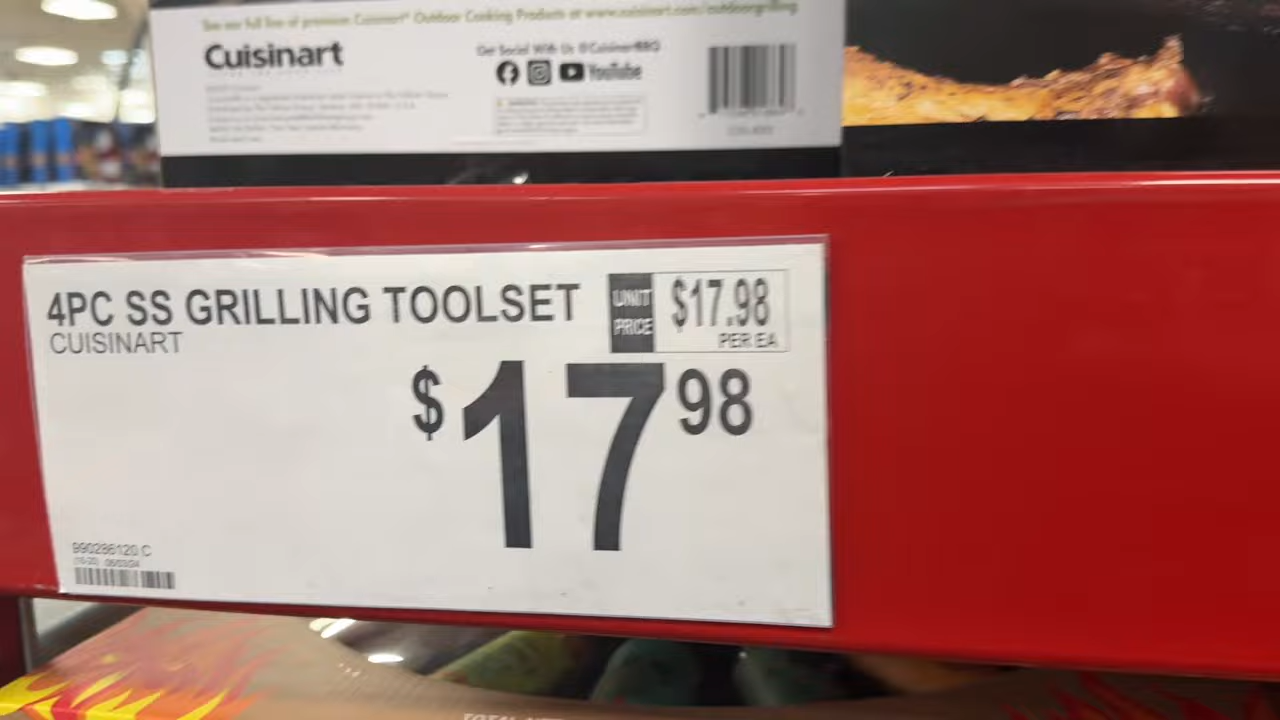 See our full line of premium Cuisinart® Outdoor Cooking Products at www.cuisinart.com/outdoorgrilling
Cuisinart
Get Social With Us @CuisinartBBQ
YouTube
4PC SS GRILLING TOOLSET
CUISINART
UNIT PRICE
$17.98
PER EA
$17 98
990286120 C